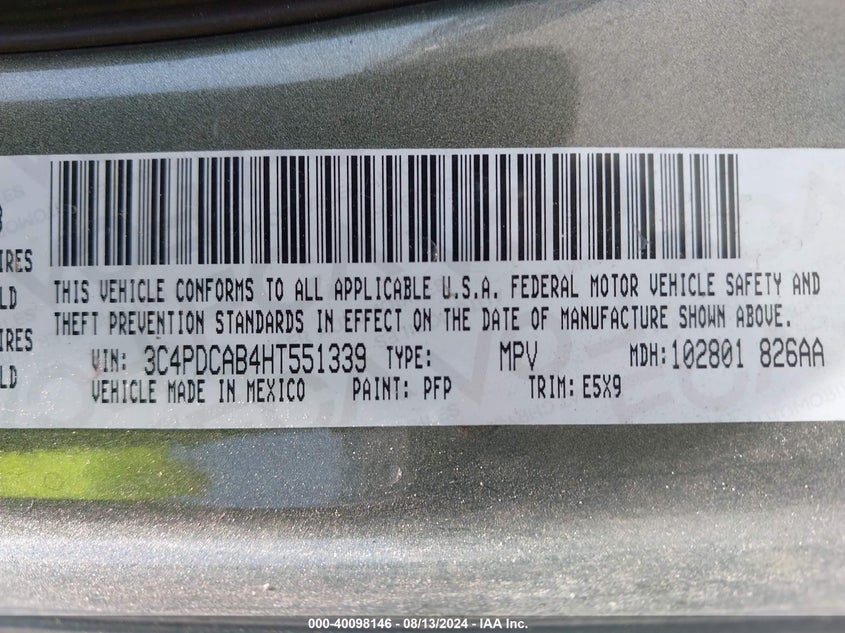 THIS VEHICLE CONFORMS TO ALL APPLICABLE U.S.A. FEDERAL MOTOR VEHICLE SAFETY AND
IRES
LD
THEFT PREVENTION STANDARDS IN EFFECT ON THE DATE OF MANUFACTURE SHOWN ABOVE.
IRES
VIN: 3C4PDCAB4HT551339 TYPE: MPV MDH: 102801 826AA
LD
VEHICLE MADE IN MEXICO PAINT: PFP TRIM: E5X9
000-40098146 - 08/13/2024 - IAA Inc.